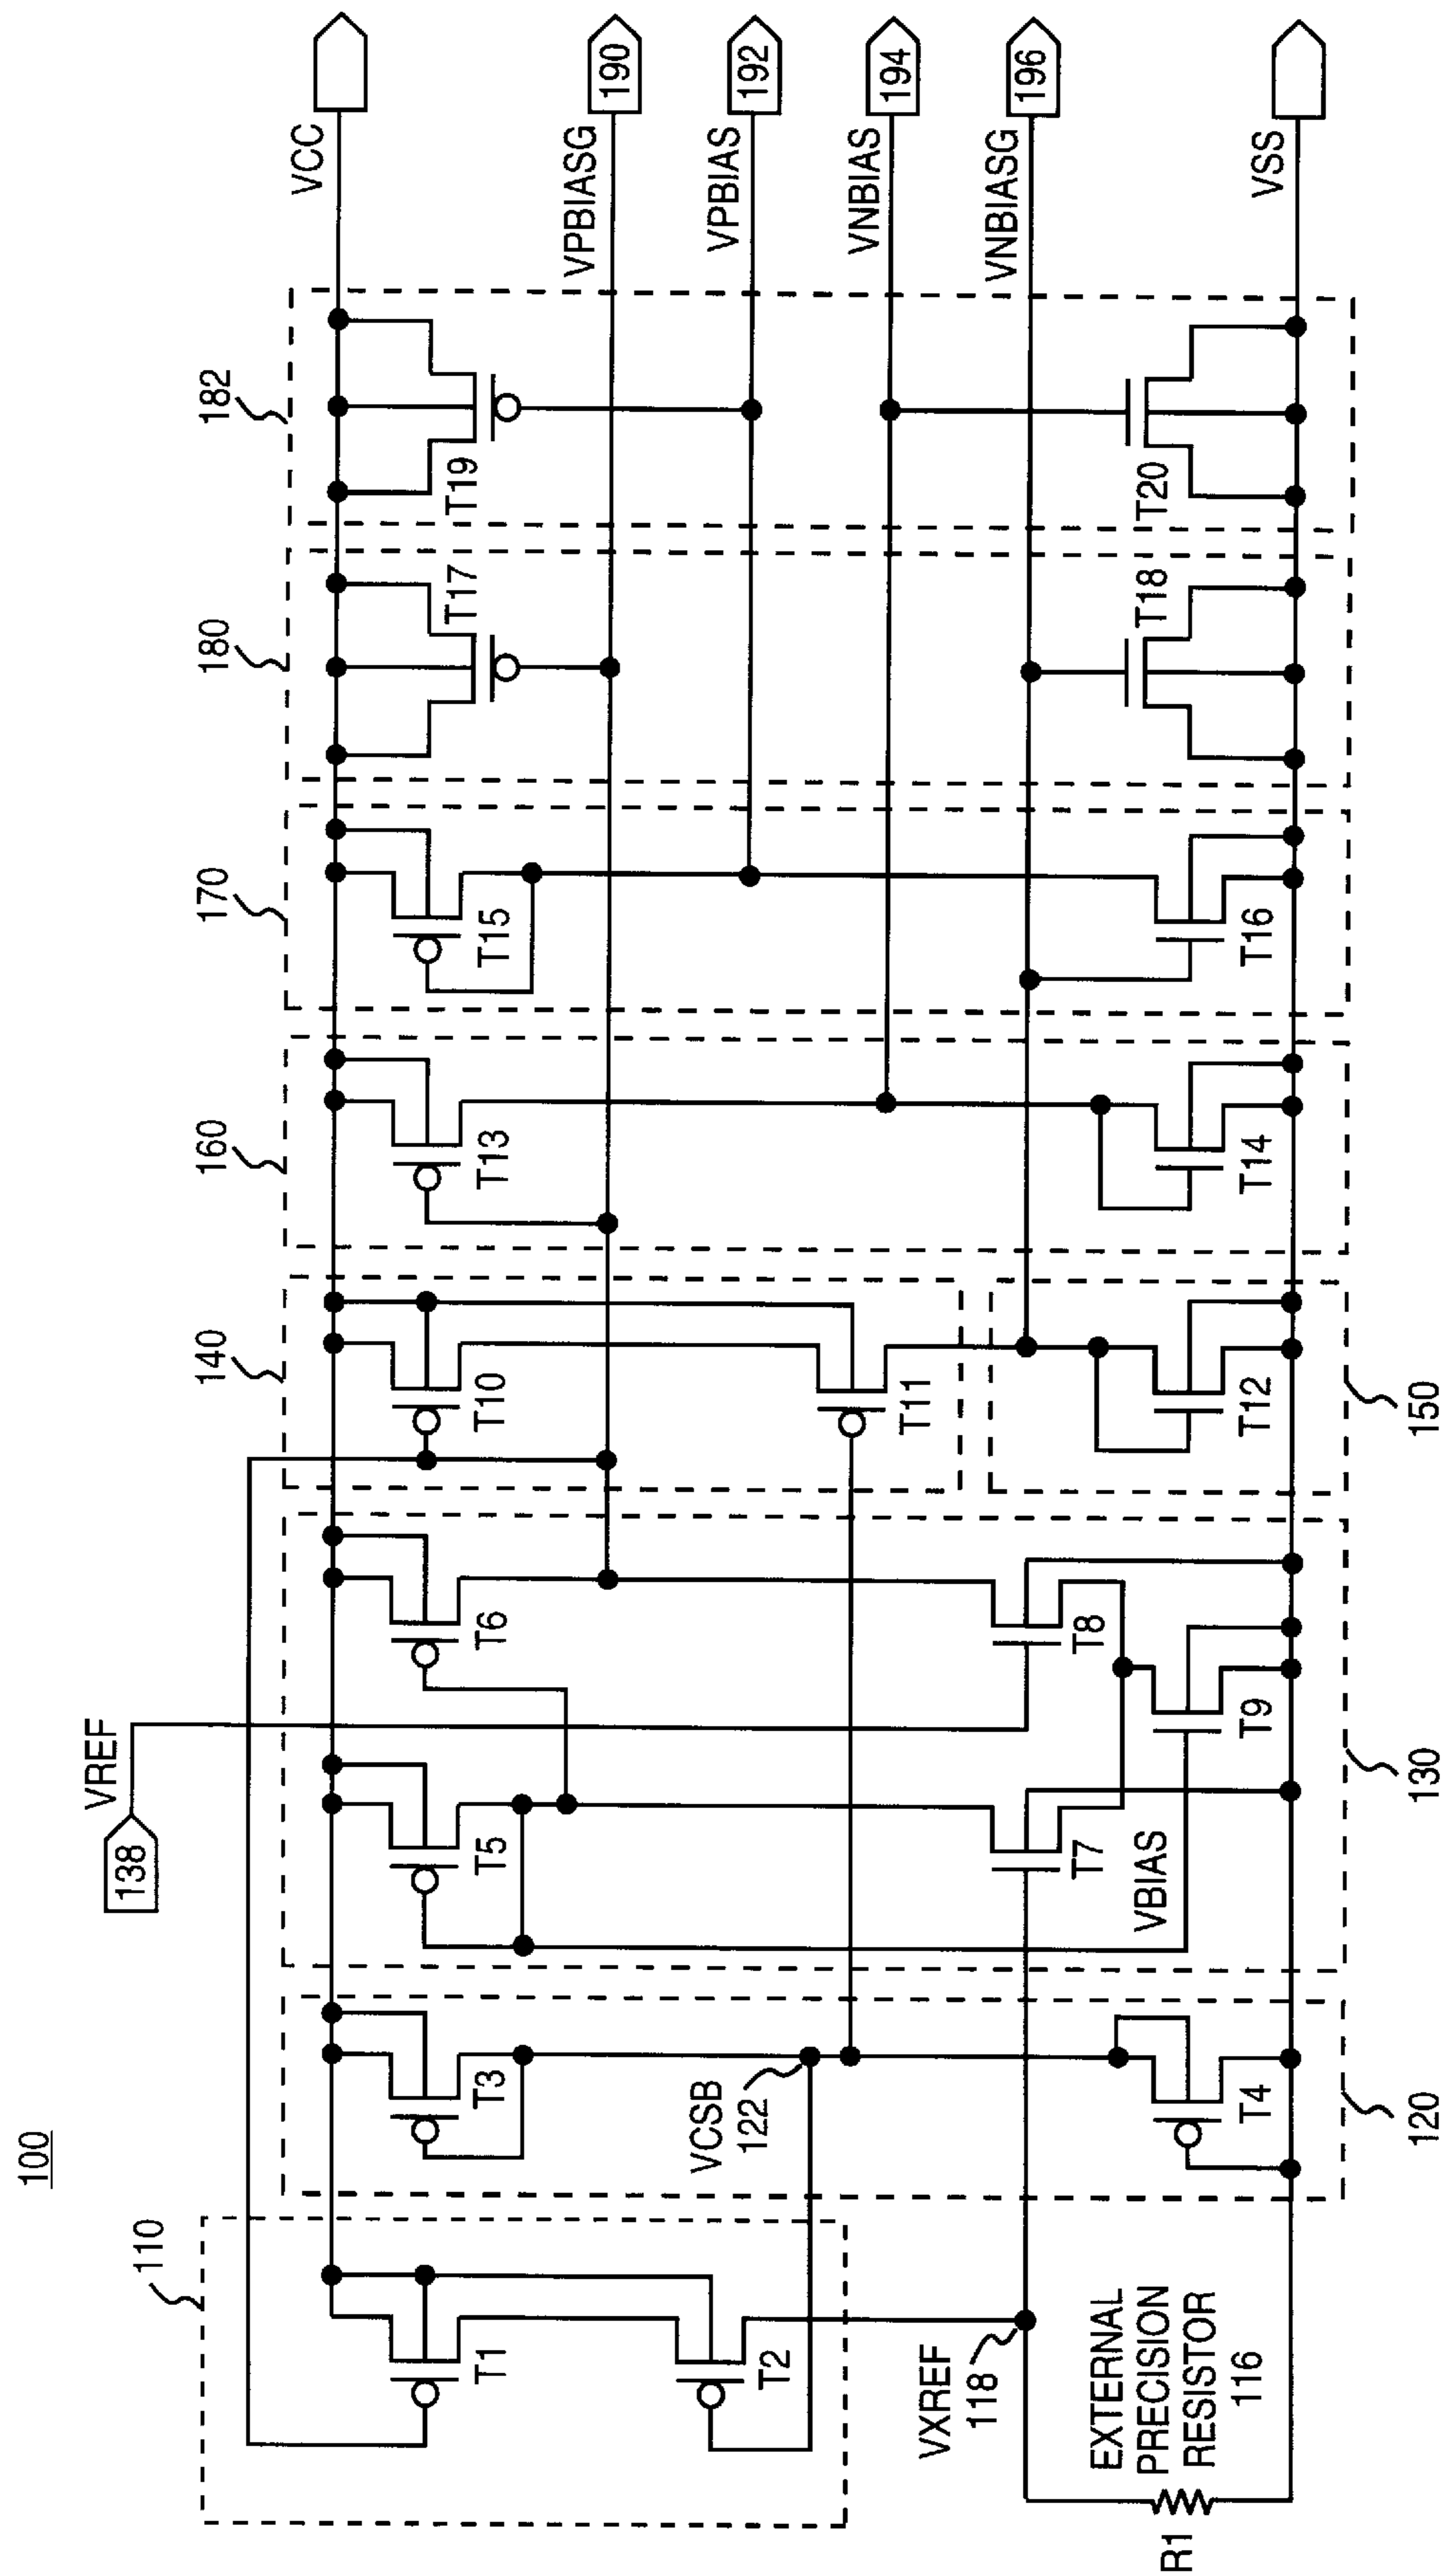 100
110
T1
T2
VXREF
118
EXTERNAL
PRECISION
RESISTOR
116
R1
T3
VCSB
122
T4
120
138
VREF
T5
T6
T7
T8
VBIAS
T9
130
140
T10
T11
T12
150
160
T13
T14
170
T15
T16
180
T17
T18
182
T19
T20
VCC
VPBIASG
190
VPBIAS
192
VNBIAS
194
VNBIASG
196
VSS